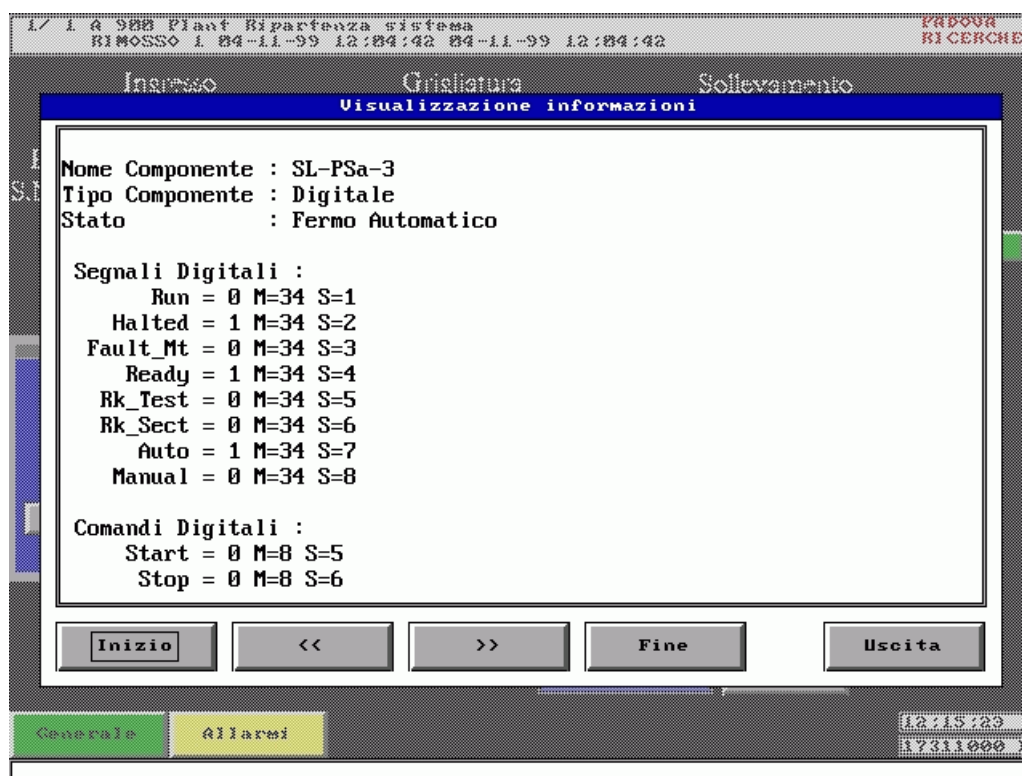 1/ 1 A 900 Plant Ripartenza sistema
RIMOSSO 1 04-11-99 12:04:42 04-11-99 12:04:42
PADOVA
RICERCHE
Ingresso Grigliatura Sollevamento
Visualizzazione informazioni
Nome Componente : SL-PSa-3
Tipo Componente : Digitale
Stato : Fermo Automatico
Segnali Digitali :
Run = 0 M=34 S=1
Halted = 1 M=34 S=2
Fault_Mt = 0 M=34 S=3
Ready = 1 M=34 S=4
Rk_Test = 0 M=34 S=5
Rk_Sect = 0 M=34 S=6
Auto = 1 M=34 S=7
Manual = 0 M=34 S=8
Comandi Digitali :
Start = 0 M=8 S=5
Stop = 0 M=8 S=6
Inizio << >> Fine Uscita
Generale Allarmi
12:15:29
17311000